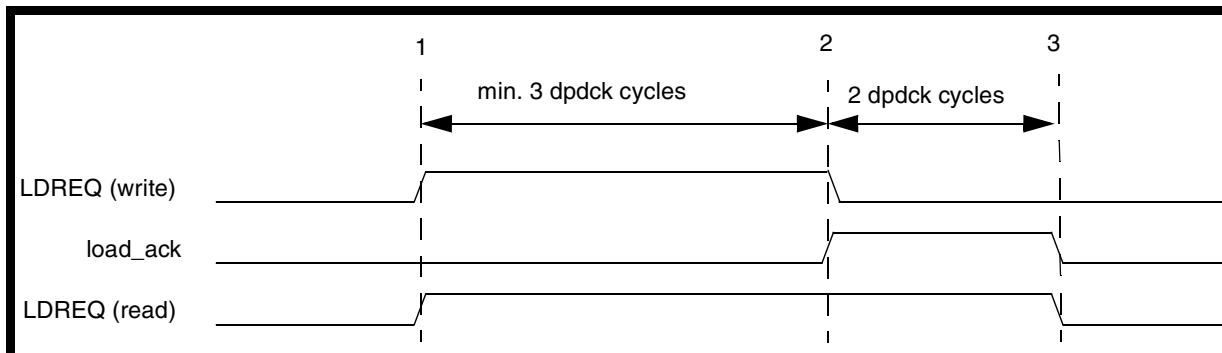 1 2 3
min. 3 dpdck cycles
2 dpdck cycles
LDREQ (write)
load_ack
LDREQ (read)